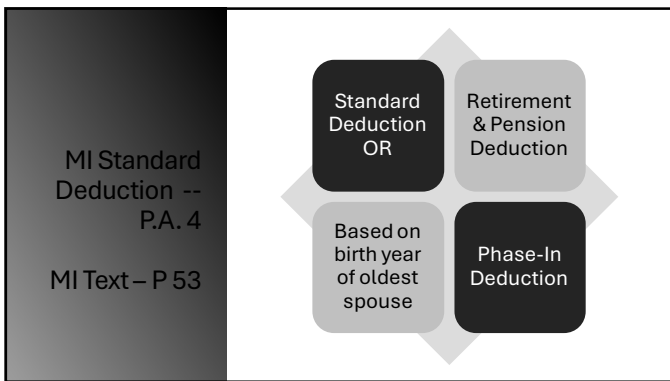 MI Standard
Deduction --
P.A. 4
MI Text – P 53
Standard
Deduction
OR
Retirement
& Pension
Deduction
Based on
birth year
of oldest
spouse
Phase-In
Deduction